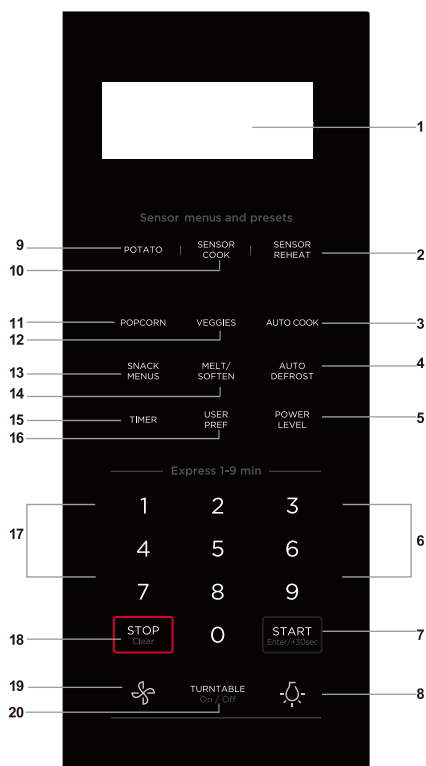 1
Sensor menus and presets
9
POTATO | SENSOR COOK | SENSOR REHEAT
10
2
11
POPCORN VEGGIES AUTO COOK
3
12
13
SNACK MENUS MELT/ SOFTEN AUTO DEFROST
4
14
15
TIMER USER PREF POWER LEVEL
5
16
Express 1-9 min
1 2 3
17
6
4 5 6
7 8 9
18
STOP 0 START
Clear Enter/+30sec
7
19
TURNTABLE
On / Off
8
20